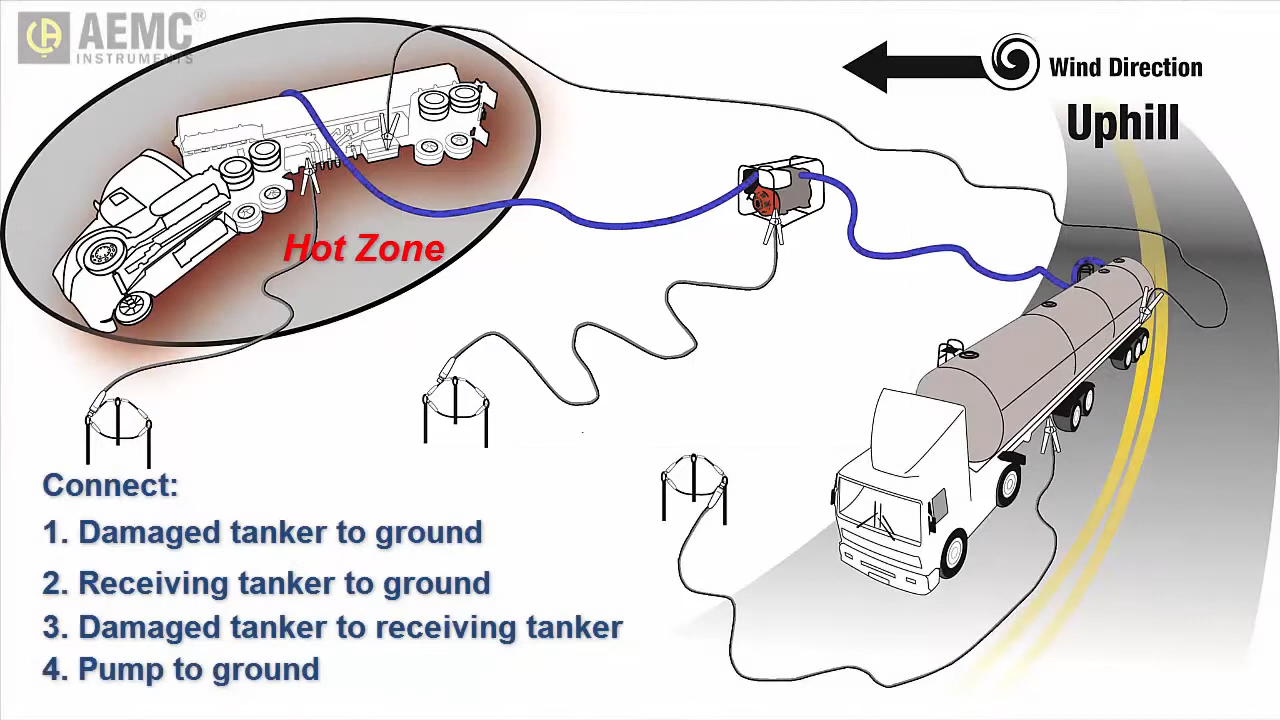 AEMC®
INSTRUMENTS
Wind Direction
Uphill
Hot Zone
Connect:
1. Damaged tanker to ground
2. Receiving tanker to ground
3. Damaged tanker to receiving tanker
4. Pump to ground